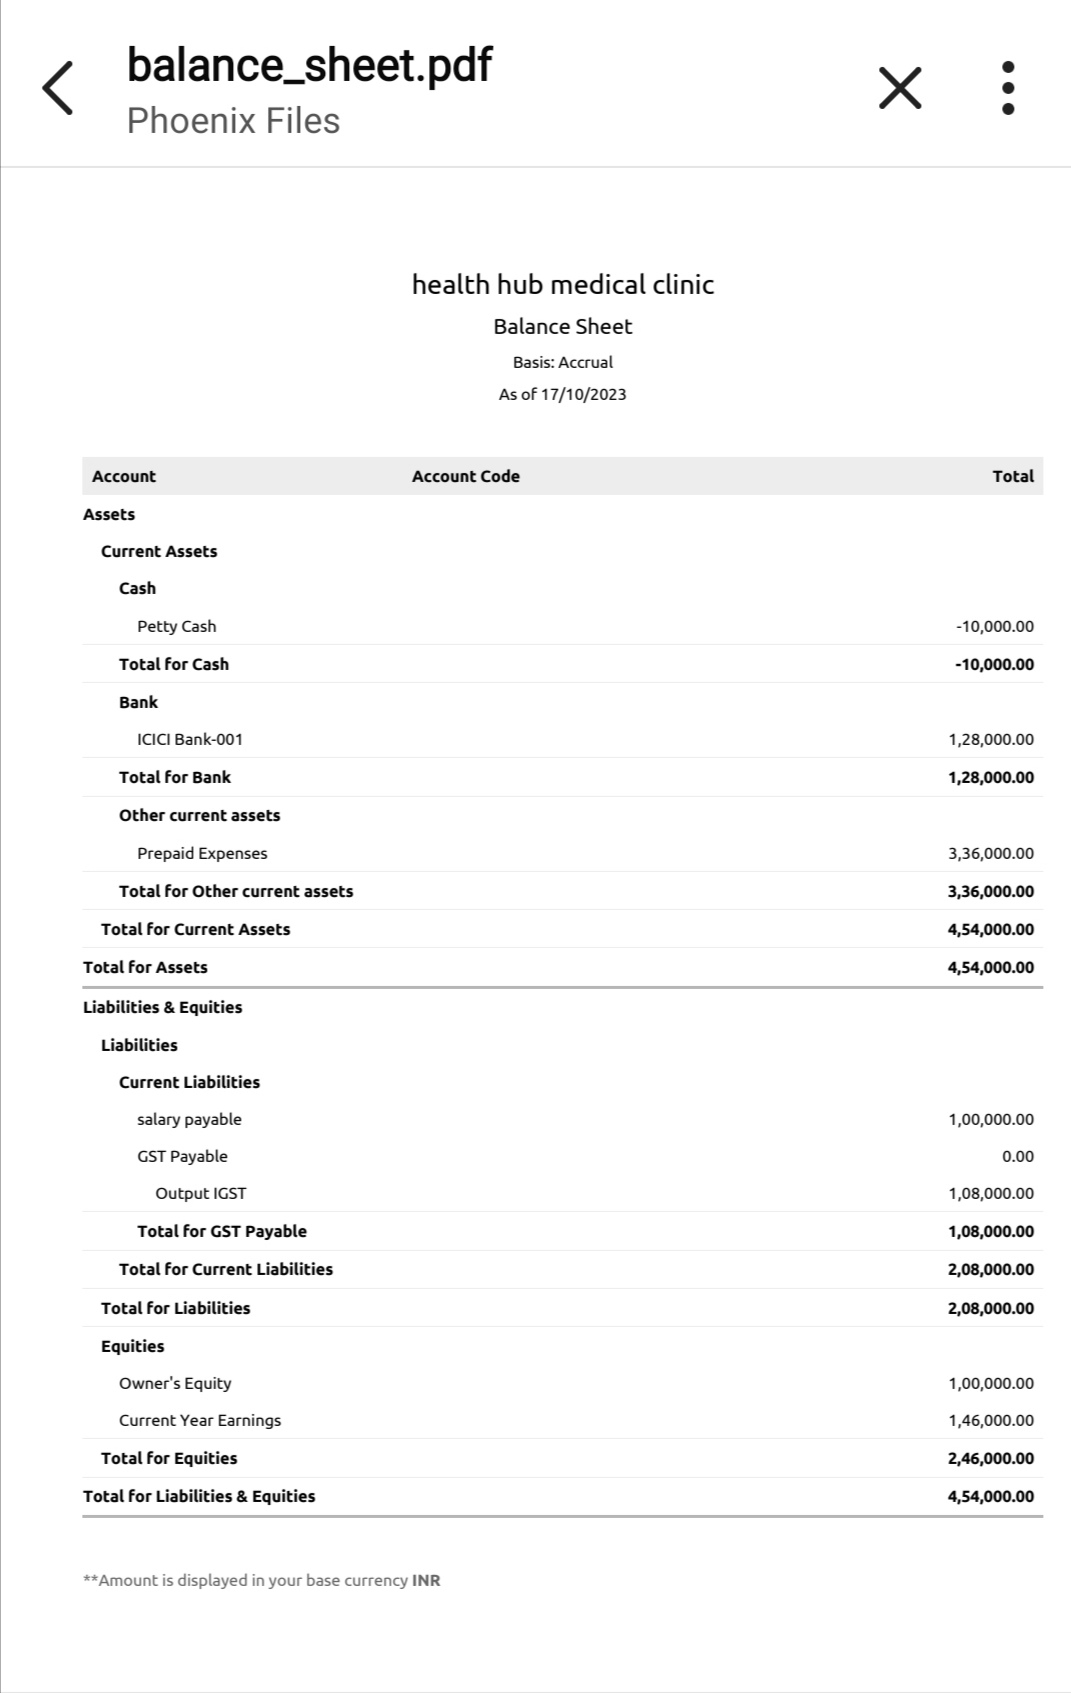 balance_sheet.pdf
Phoenix Files
health hub medical clinic
Balance Sheet
Basis: Accrual
As of 17/10/2023
Account Account Code Total
Assets
Current Assets
Cash
Petty Cash -10,000.00
Total for Cash -10,000.00
Bank
ICICI Bank-001 1,28,000.00
Total for Bank 1,28,000.00
Other current assets
Prepaid Expenses 3,36,000.00
Total for Other current assets 3,36,000.00
Total for Current Assets 4,54,000.00
Total for Assets 4,54,000.00
Liabilities & Equities
Liabilities
Current Liabilities
salary payable 1,00,000.00
GST Payable 0.00
Output IGST 1,08,000.00
Total for GST Payable 1,08,000.00
Total for Current Liabilities 2,08,000.00
Total for Liabilities 2,08,000.00
Equities
Owner's Equity 1,00,000.00
Current Year Earnings 1,46,000.00
Total for Equities 2,46,000.00
Total for Liabilities & Equities 4,54,000.00
**Amount is displayed in your base currency INR